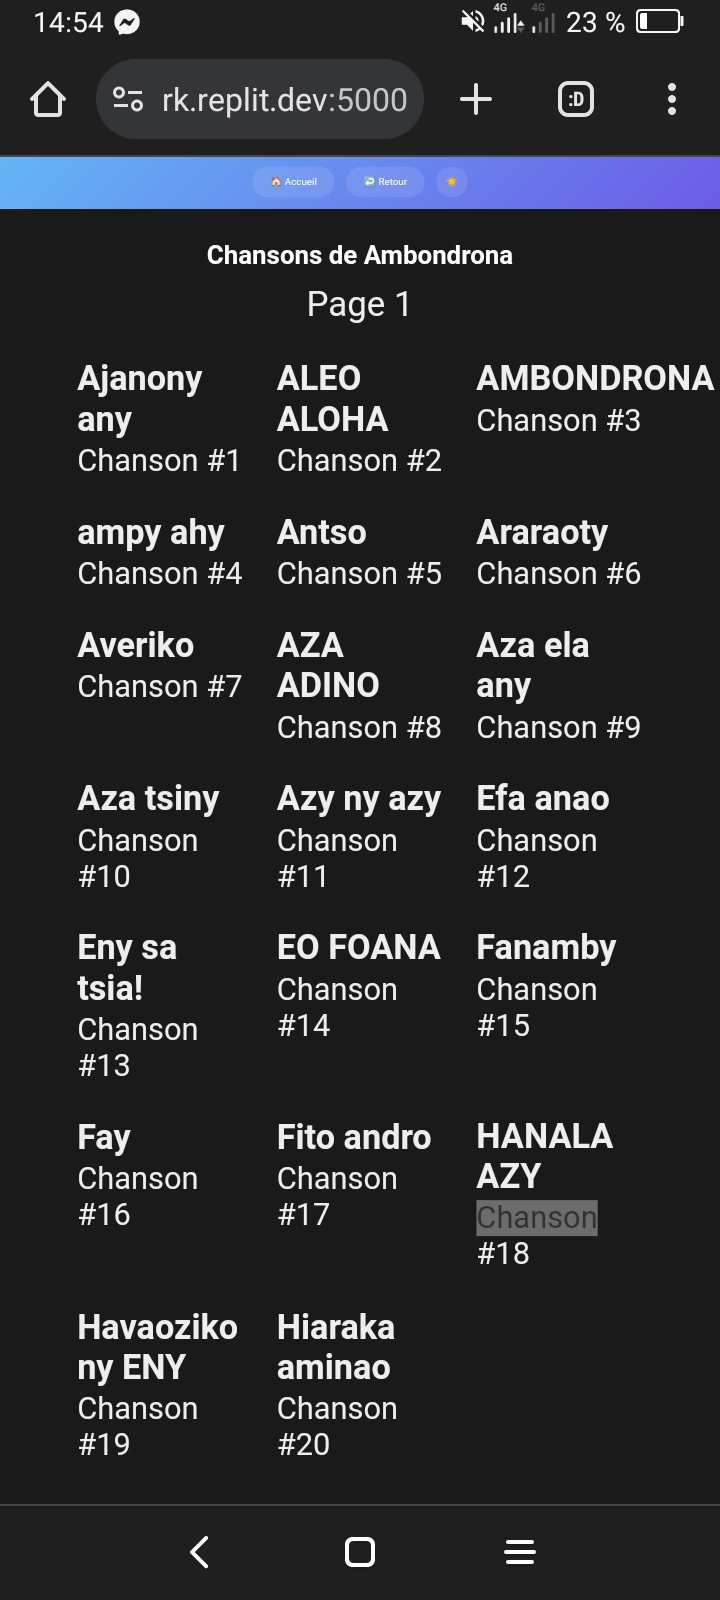 14:54
4G 4G 23 %
rk.replit.dev:5000 :D
🏠 Accueil ↩️ Retour ☀️
Chansons de Ambondrona
Page 1
Ajanony any
Chanson #1
ALEO ALOHA
Chanson #2
AMBONDRONA
Chanson #3
ampy ahy
Chanson #4
Antso
Chanson #5
Araraoty
Chanson #6
Averiko
Chanson #7
AZA ADINO
Chanson #8
Aza ela any
Chanson #9
Aza tsiny
Chanson #10
Azy ny azy
Chanson #11
Efa anao
Chanson #12
Eny sa tsia!
Chanson #13
EO FOANA
Chanson #14
Fanamby
Chanson #15
Fay
Chanson #16
Fito andro
Chanson #17
HANALA AZY
Chanson #18
Havaoziko ny ENY
Chanson #19
Hiaraka aminao
Chanson #20